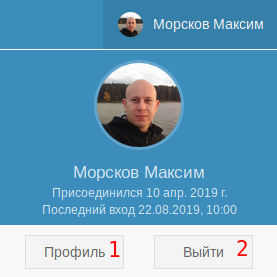 Морсков Максим
Морсков Максим
Присоединился 10 апр. 2019 г.
Последний вход 22.08.2019, 10:00
Профиль 1 Выйти 2